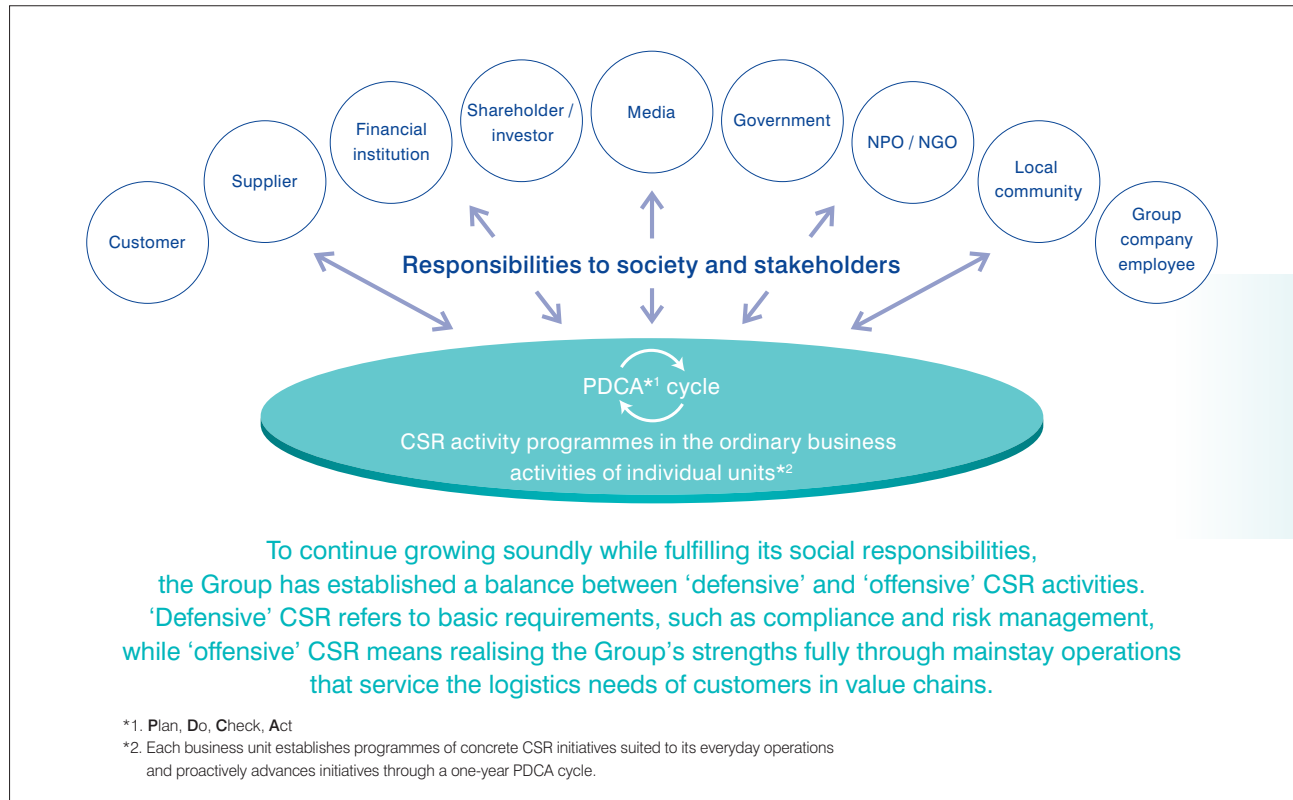 Customer
Supplier
Financial
institution
Shareholder /
investor
Media
Government
NPO / NGO
Local
community
Group
company
employee
Responsibilities to society and stakeholders
PDCA*1 cycle
CSR activity programmes in the ordinary business
activities of individual units*2
To continue growing soundly while fulfilling its social responsibilities,
the Group has established a balance between ‘defensive’ and ‘offensive’ CSR activities.
‘Defensive’ CSR refers to basic requirements, such as compliance and risk management,
while ‘offensive’ CSR means realising the Group’s strengths fully through mainstay operations
that service the logistics needs of customers in value chains.
*1. Plan, Do, Check, Act
*2. Each business unit establishes programmes of concrete CSR initiatives suited to its everyday operations
and proactively advances initiatives through a one-year PDCA cycle.